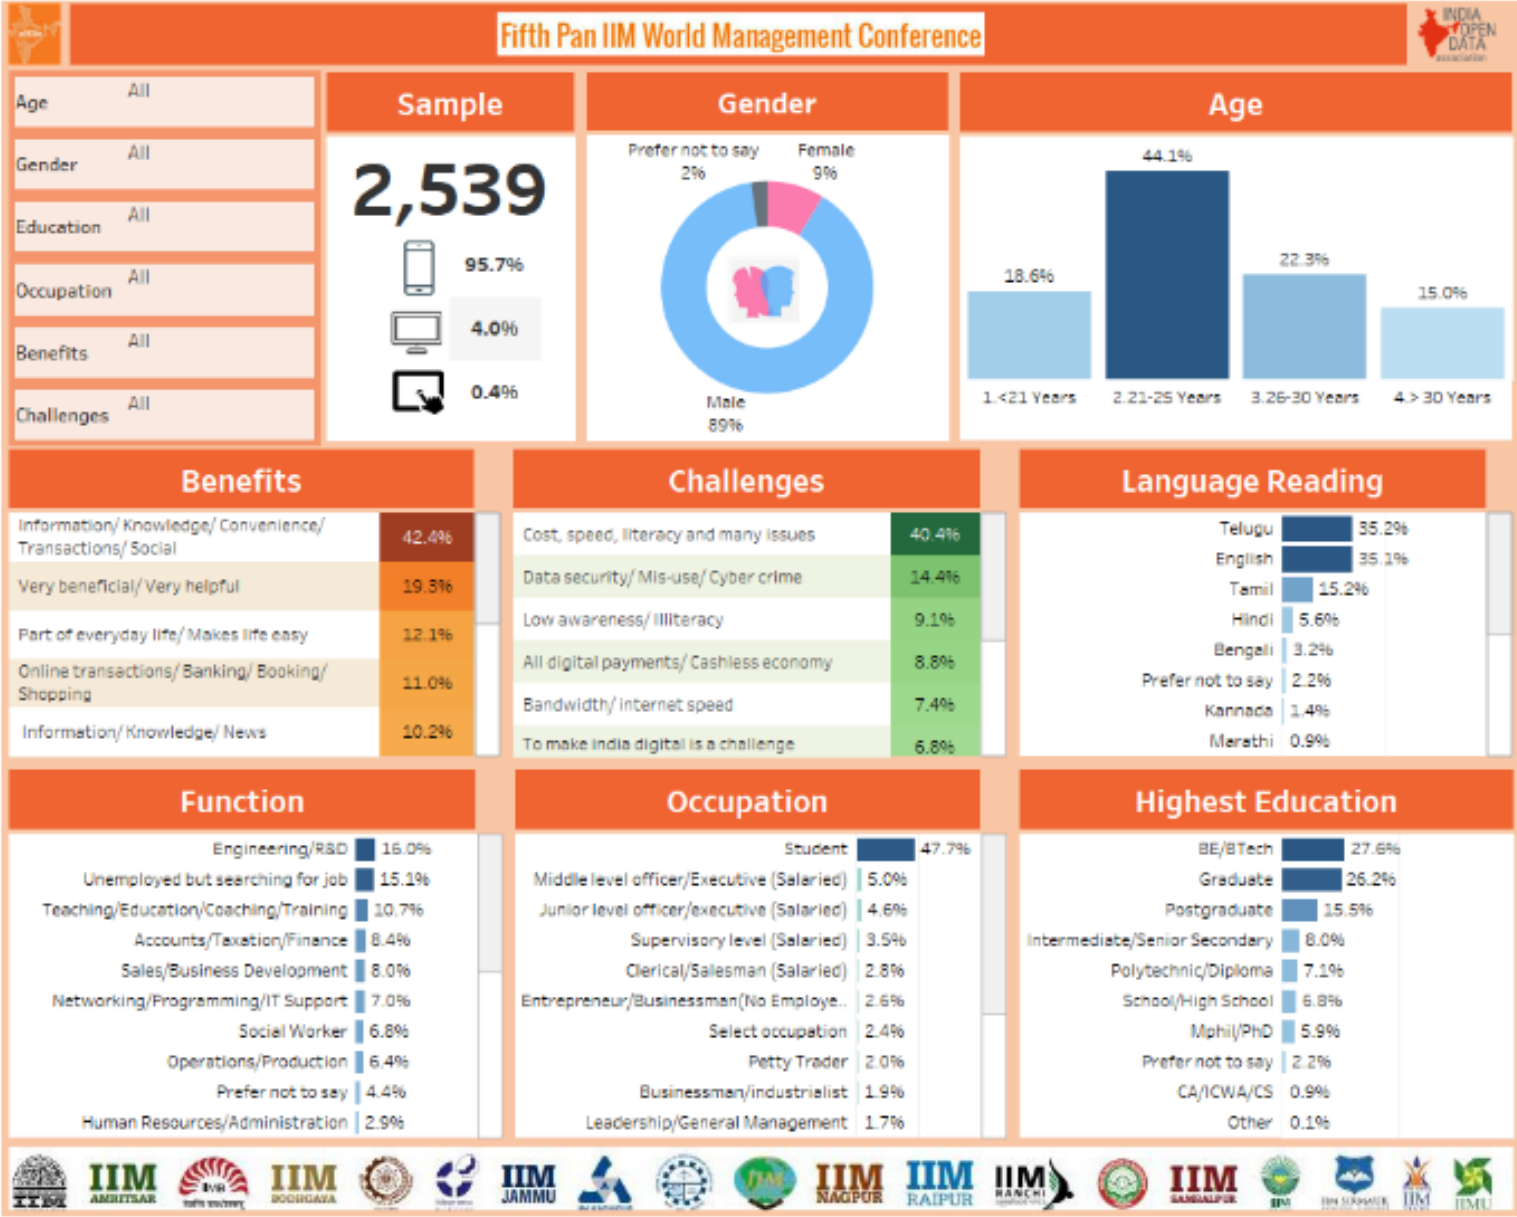 Fifth Pan IIM World Management Conference
INDIA
OPEN
DATA
association
Age
All
Gender
All
Education
All
Occupation
All
Benefits
All
Challenges
All
Sample
2,539
95.7%
4.0%
0.4%
Gender
Prefer not to say
2%
Female
9%
Male
89%
Age
18.6%
44.1%
22.3%
15.0%
1.<21 Years
2.21-25 Years
3.26-30 Years
4.> 30 Years
Benefits
Information/ Knowledge/ Convenience/
Transactions/ Social
42.4%
Very beneficial/ Very helpful
19.3%
Part of everyday life/ Makes life easy
12.1%
Online transactions/ Banking/ Booking/
Shopping
11.0%
Information/ Knowledge/ News
10.2%
Challenges
Cost, speed, literacy and many issues
40.4%
Data security/ Mis-use/ Cyber crime
14.4%
Low awareness/ Illiteracy
9.1%
All digital payments/ Cashless economy
8.8%
Bandwidth/ internet speed
7.4%
To make india digital is a challenge
6.8%
Language Reading
Telugu 35.2%
English 35.1%
Tamil 15.2%
Hindi 5.6%
Bengali 3.2%
Prefer not to say 2.2%
Kannada 1.4%
Marathi 0.9%
Function
Engineering/R&D 16.0%
Unemployed but searching for job 15.1%
Teaching/Education/Coaching/Training 10.7%
Accounts/Taxation/Finance 8.4%
Sales/Business Development 8.0%
Networking/Programming/IT Support 7.0%
Social Worker 6.8%
Operations/Production 6.4%
Prefer not to say 4.4%
Human Resources/Administration 2.9%
Occupation
Student 47.7%
Middle level officer/Executive (Salaried) 5.0%
Junior level officer/executive (Salaried) 4.6%
Supervisory level (Salaried) 3.5%
Clerical/Salesman (Salaried) 2.8%
Entrepreneur/Businessman(No Employe.. 2.6%
Select occupation 2.4%
Petty Trader 2.0%
Businessman/industrialist 1.9%
Leadership/General Management 1.7%
Highest Education
BE/BTech 27.6%
Graduate 26.2%
Postgraduate 15.5%
Intermediate/Senior Secondary 8.0%
Polytechnic/Diploma 7.1%
School/High School 6.8%
Mphil/PhD 5.9%
Prefer not to say 2.2%
CA/ICWA/CS 0.9%
Other 0.1%
IIM
AMRITSAR
IIMB
IIM
BODHGAYA
IIM
JAMMU
IIM
NAGPUR
IIM
RAIPUR
IIM
RANCHI
IIM
SAMBALPUR
IIM
IIMU